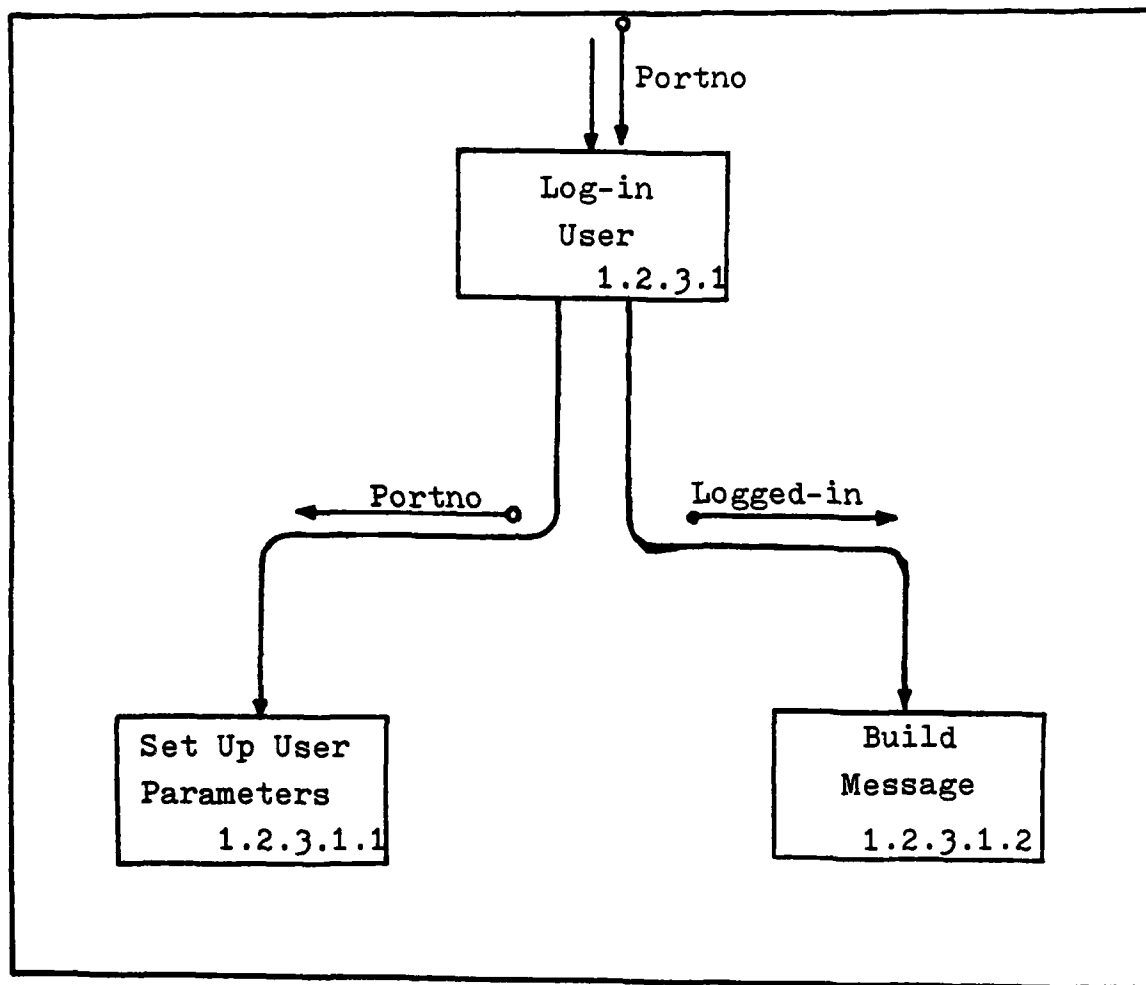 Portno
Log-in
User
1.2.3.1
Portno
Logged-in
Set Up User
Parameters
1.2.3.1.1
Build
Message
1.2.3.1.2